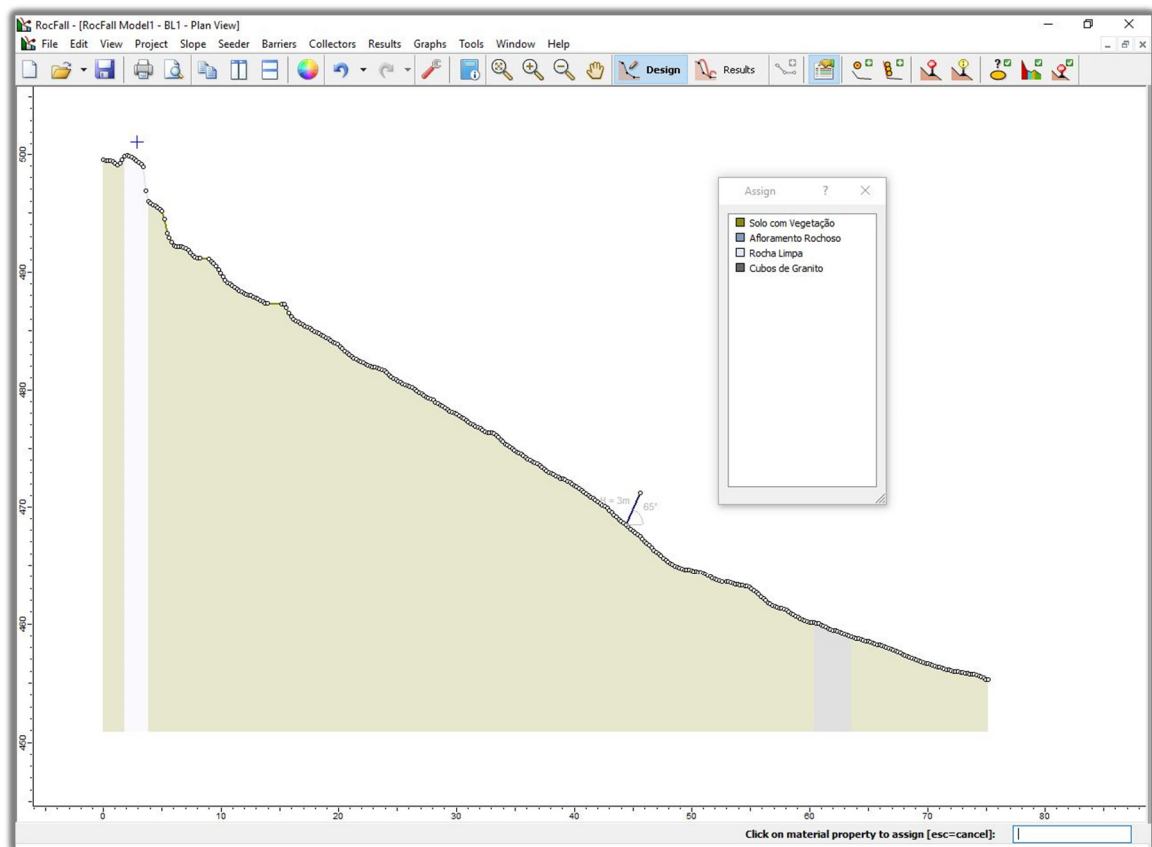 RocFall - [RocFall Model1 - BL1 - Plan View]
File Edit View Project Slope Seeder Barriers Collectors Results Graphs Tools Window Help
Design Results
500
490
480
470
460
450
Assign ?
Solo com Vegetação
Afloramento Rochoso
Rocha Limpa
Cubos de Granito
= 3m
65°
0 10 20 30 40 50 60 70 80
Click on material property to assign [esc=cancel]: